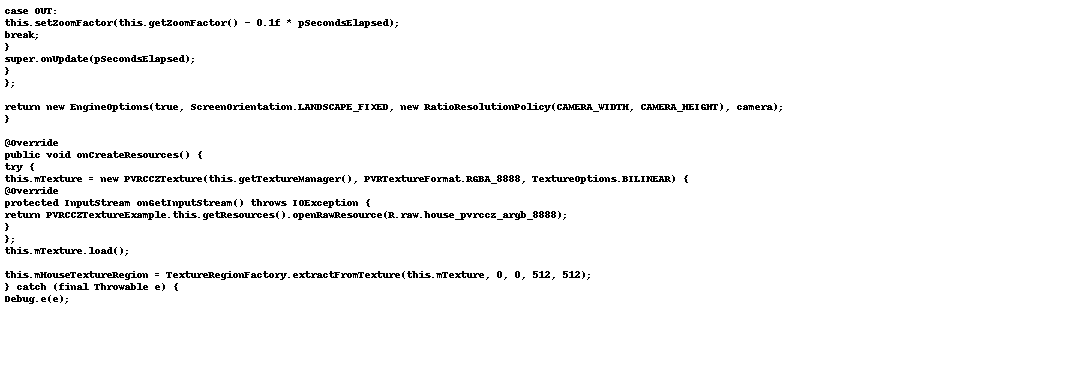 case OUT:
this.setZoomFactor(this.getZoomFactor() - 0.1f * pSecondsElapsed);
break;
}
super.onUpdate(pSecondsElapsed);
}
};
return new EngineOptions(true, ScreenOrientation.LANDSCAPE_FIXED, new RatioResolutionPolicy(CAMERA_WIDTH, CAMERA_HEIGHT), camera);
}
@Override
public void onCreateResources() {
try {
this.mTexture = new PVRCCZTexture(this.getTextureManager(), PVRTextureFormat.RGBA_8888, TextureOptions.BILINEAR) {
@Override
protected InputStream onGetInputStream() throws IOException {
return PVRCCZTextureExample.this.getResources().openRawResource(R.raw.house_pvrccz_argb_8888);
}
};
this.mTexture.load();
this.mHouseTextureRegion = TextureRegionFactory.extractFromTexture(this.mTexture, 0, 0, 512, 512);
} catch (final Throwable e) {
Debug.e(e);